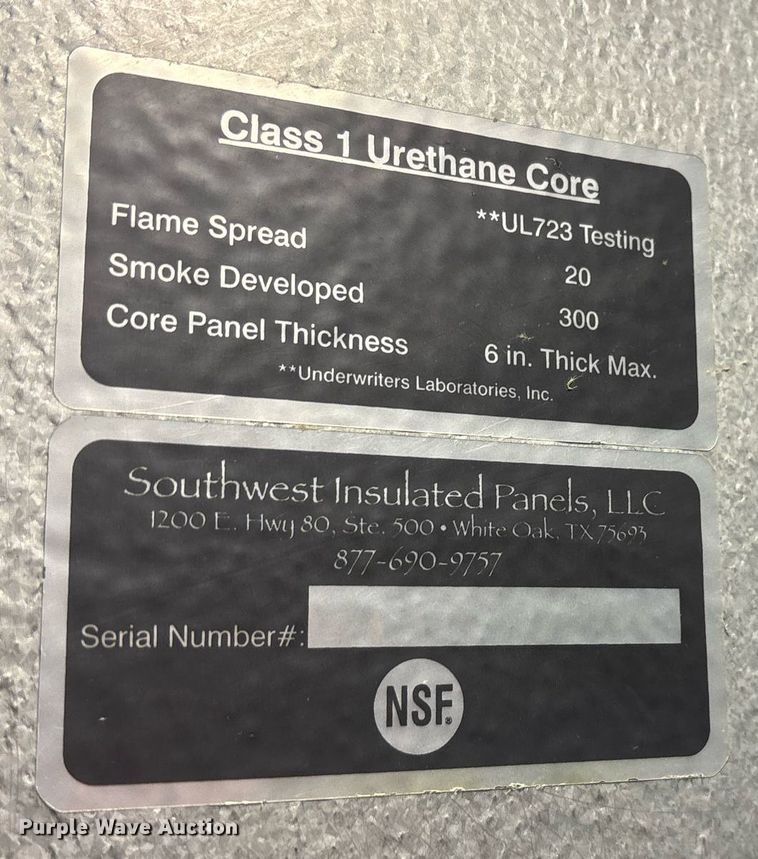 Class 1 Urethane Core
**UL723 Testing
Flame Spread 20
Smoke Developed 300
Core Panel Thickness 6 in. Thick Max.
**Underwriters Laboratories, Inc.
Southwest Insulated Panels, LLC
1200 E. Hwy 80, Ste. 500 • White Oak, TX 75693
877-690-9757
Serial Number#:
NSF®
Purple Wave Auction